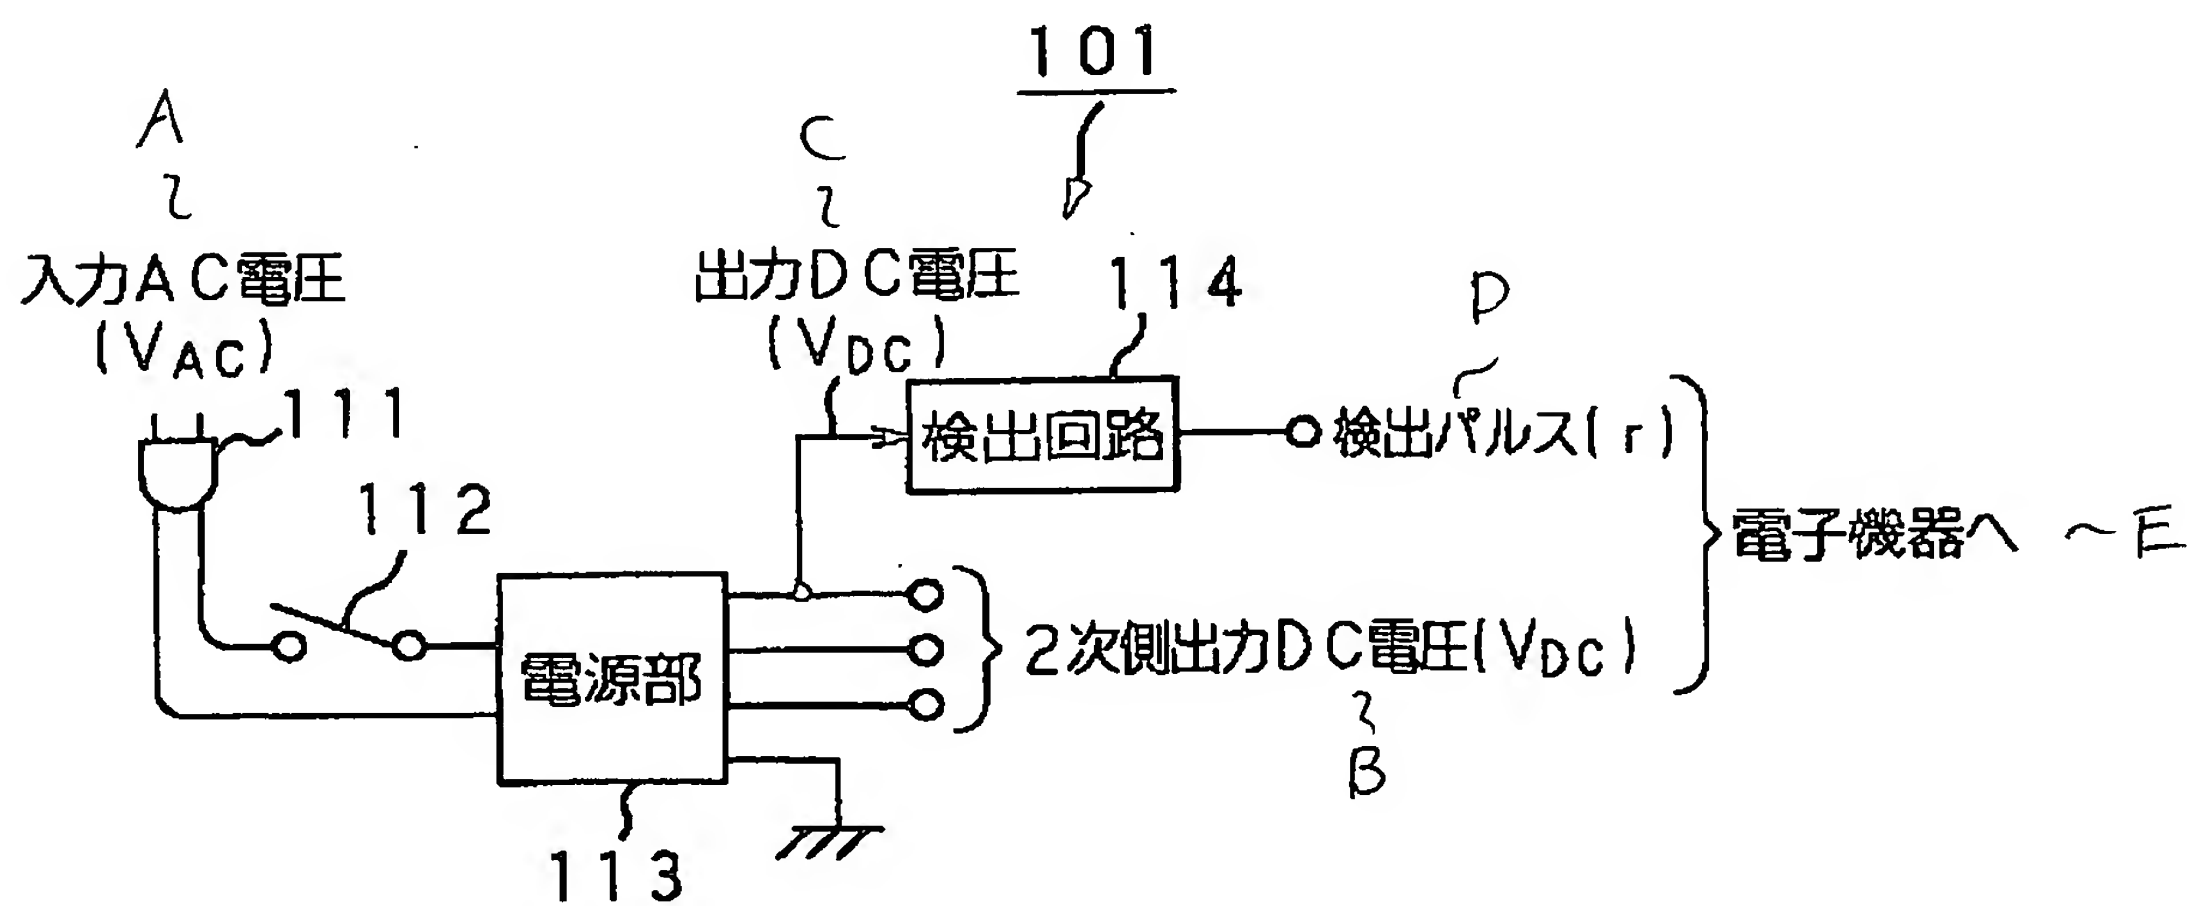 101
A
C
入力AC電圧
(VAC)
出力DC電圧
(VDC)
114
D
111
検出回路
検出パルス(r)
112
電子機器へ
E
電源部
2次側出力DC電圧(VDC)
B
113